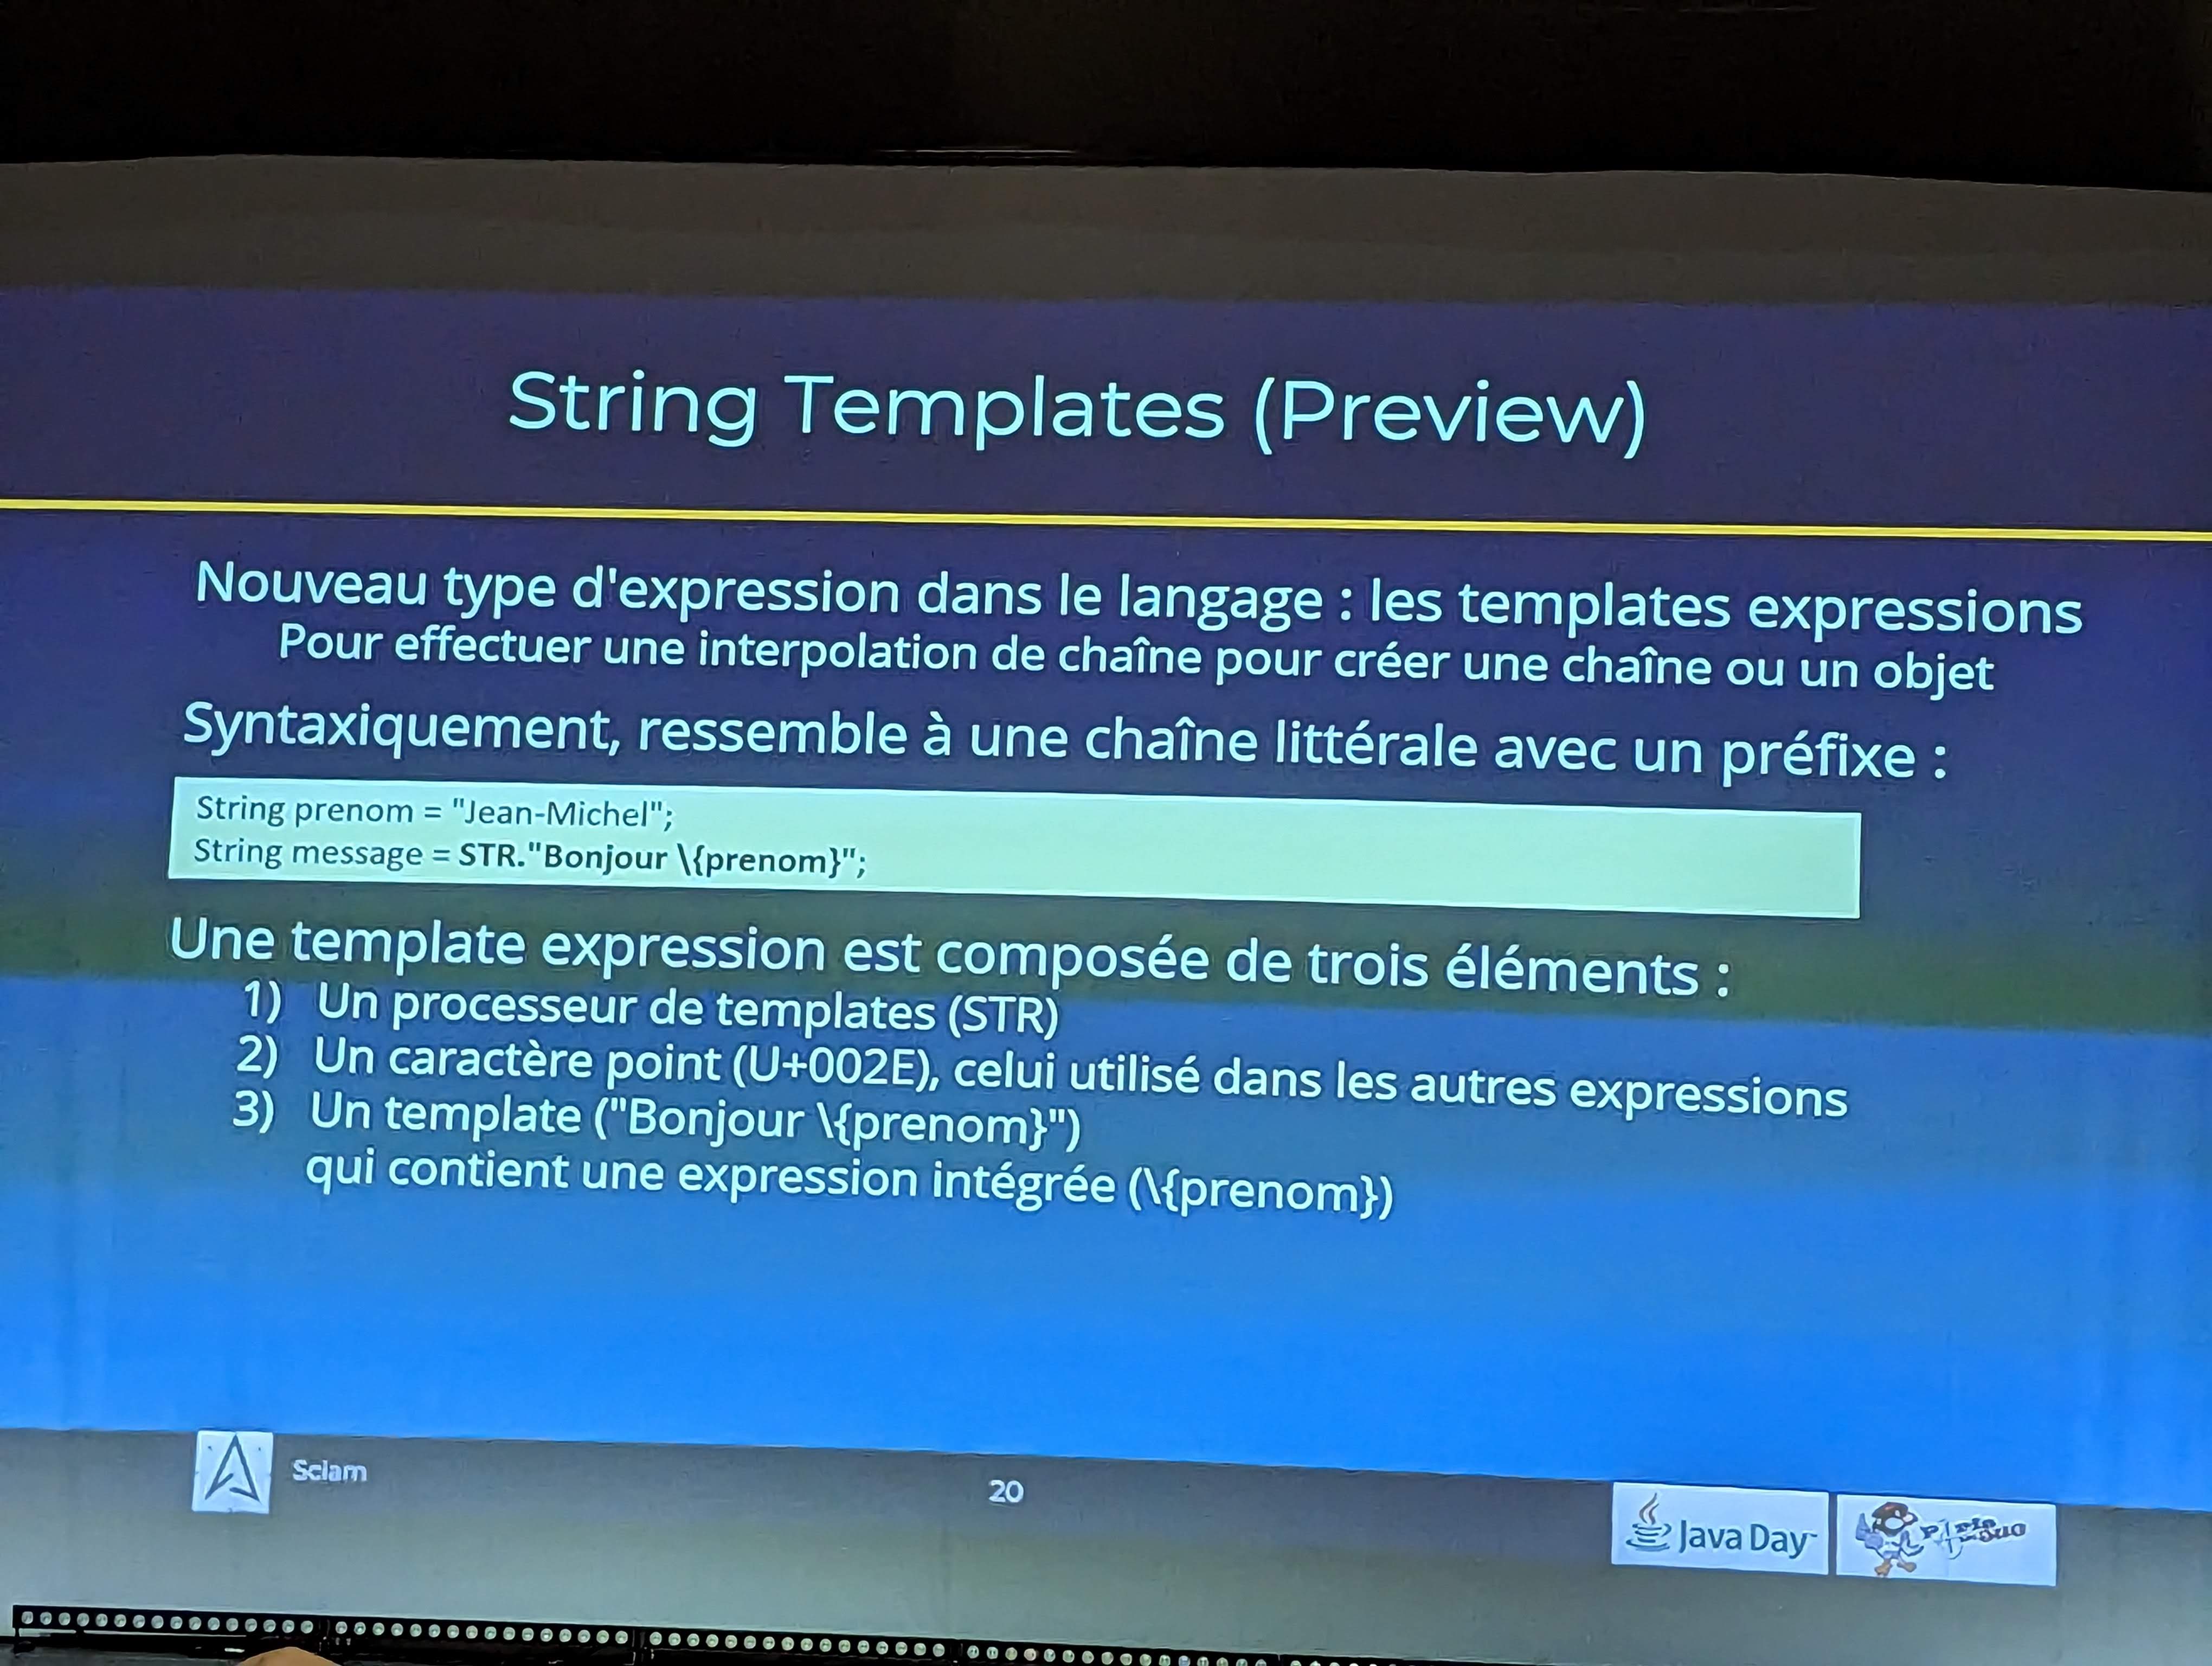 String Templates (Preview)
Nouveau type d'expression dans le langage : les templates expressions
Pour effectuer une interpolation de chaîne pour créer une chaîne ou un objet
Syntaxiquement, ressemble à une chaîne littérale avec un préfixe :
String prenom = "Jean-Michel";
String message = STR."Bonjour \{prenom}";
Une template expression est composée de trois éléments :
1) Un processeur de templates (STR)
2) Un caractère point (U+002E), celui utilisé dans les autres expressions
3) Un template ("Bonjour \{prenom}")
qui contient une expression intégrée (\{prenom})
Sciam
20
Java Day